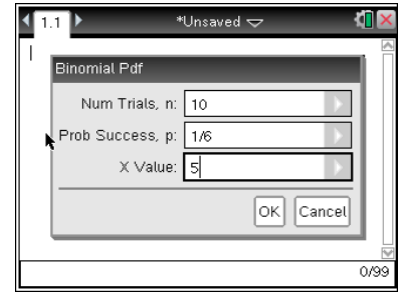 1.1 *Unsaved
Binomial Pdf
Num Trials, n: 10
Prob Success, p: 1/6
X Value: 5
OK Cancel
0/99